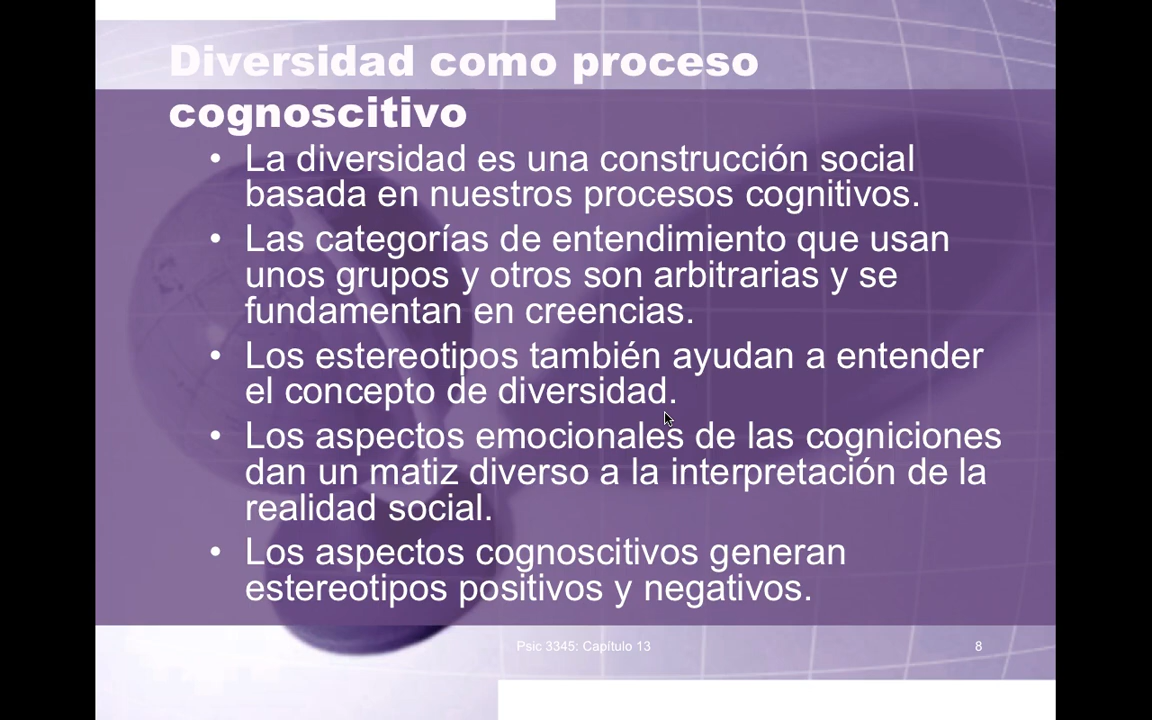 Diversidad como proceso
cognoscitivo
• La diversidad es una construcción social
basada en nuestros procesos cognitivos.
• Las categorías de entendimiento que usan
unos grupos y otros son arbitrarias y se
fundamentan en creencias.
• Los estereotipos también ayudan a entender
el concepto de diversidad.
• Los aspectos emocionales de las cogniciones
dan un matiz diverso a la interpretación de la
realidad social.
• Los aspectos cognoscitivos generan
estereotipos positivos y negativos.
Psic 3345: Capítulo 13
8